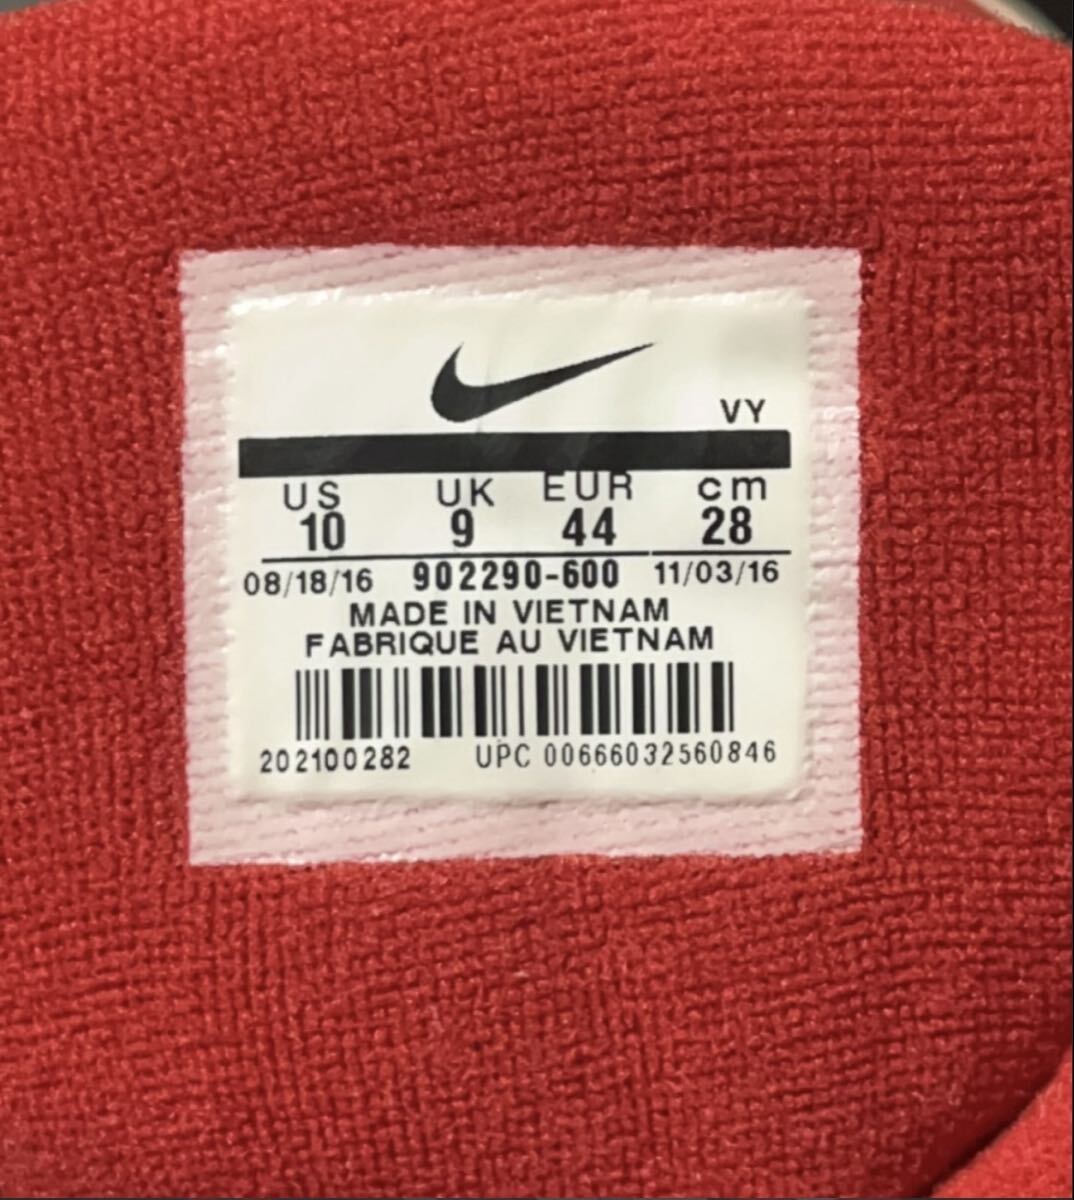 VY
US UK EUR cm
10 9 44 28
08/18/16 902290-600 11/03/16
MADE IN VIETNAM
FABRIQUE AU VIETNAM
202100282 UPC 00666032560846